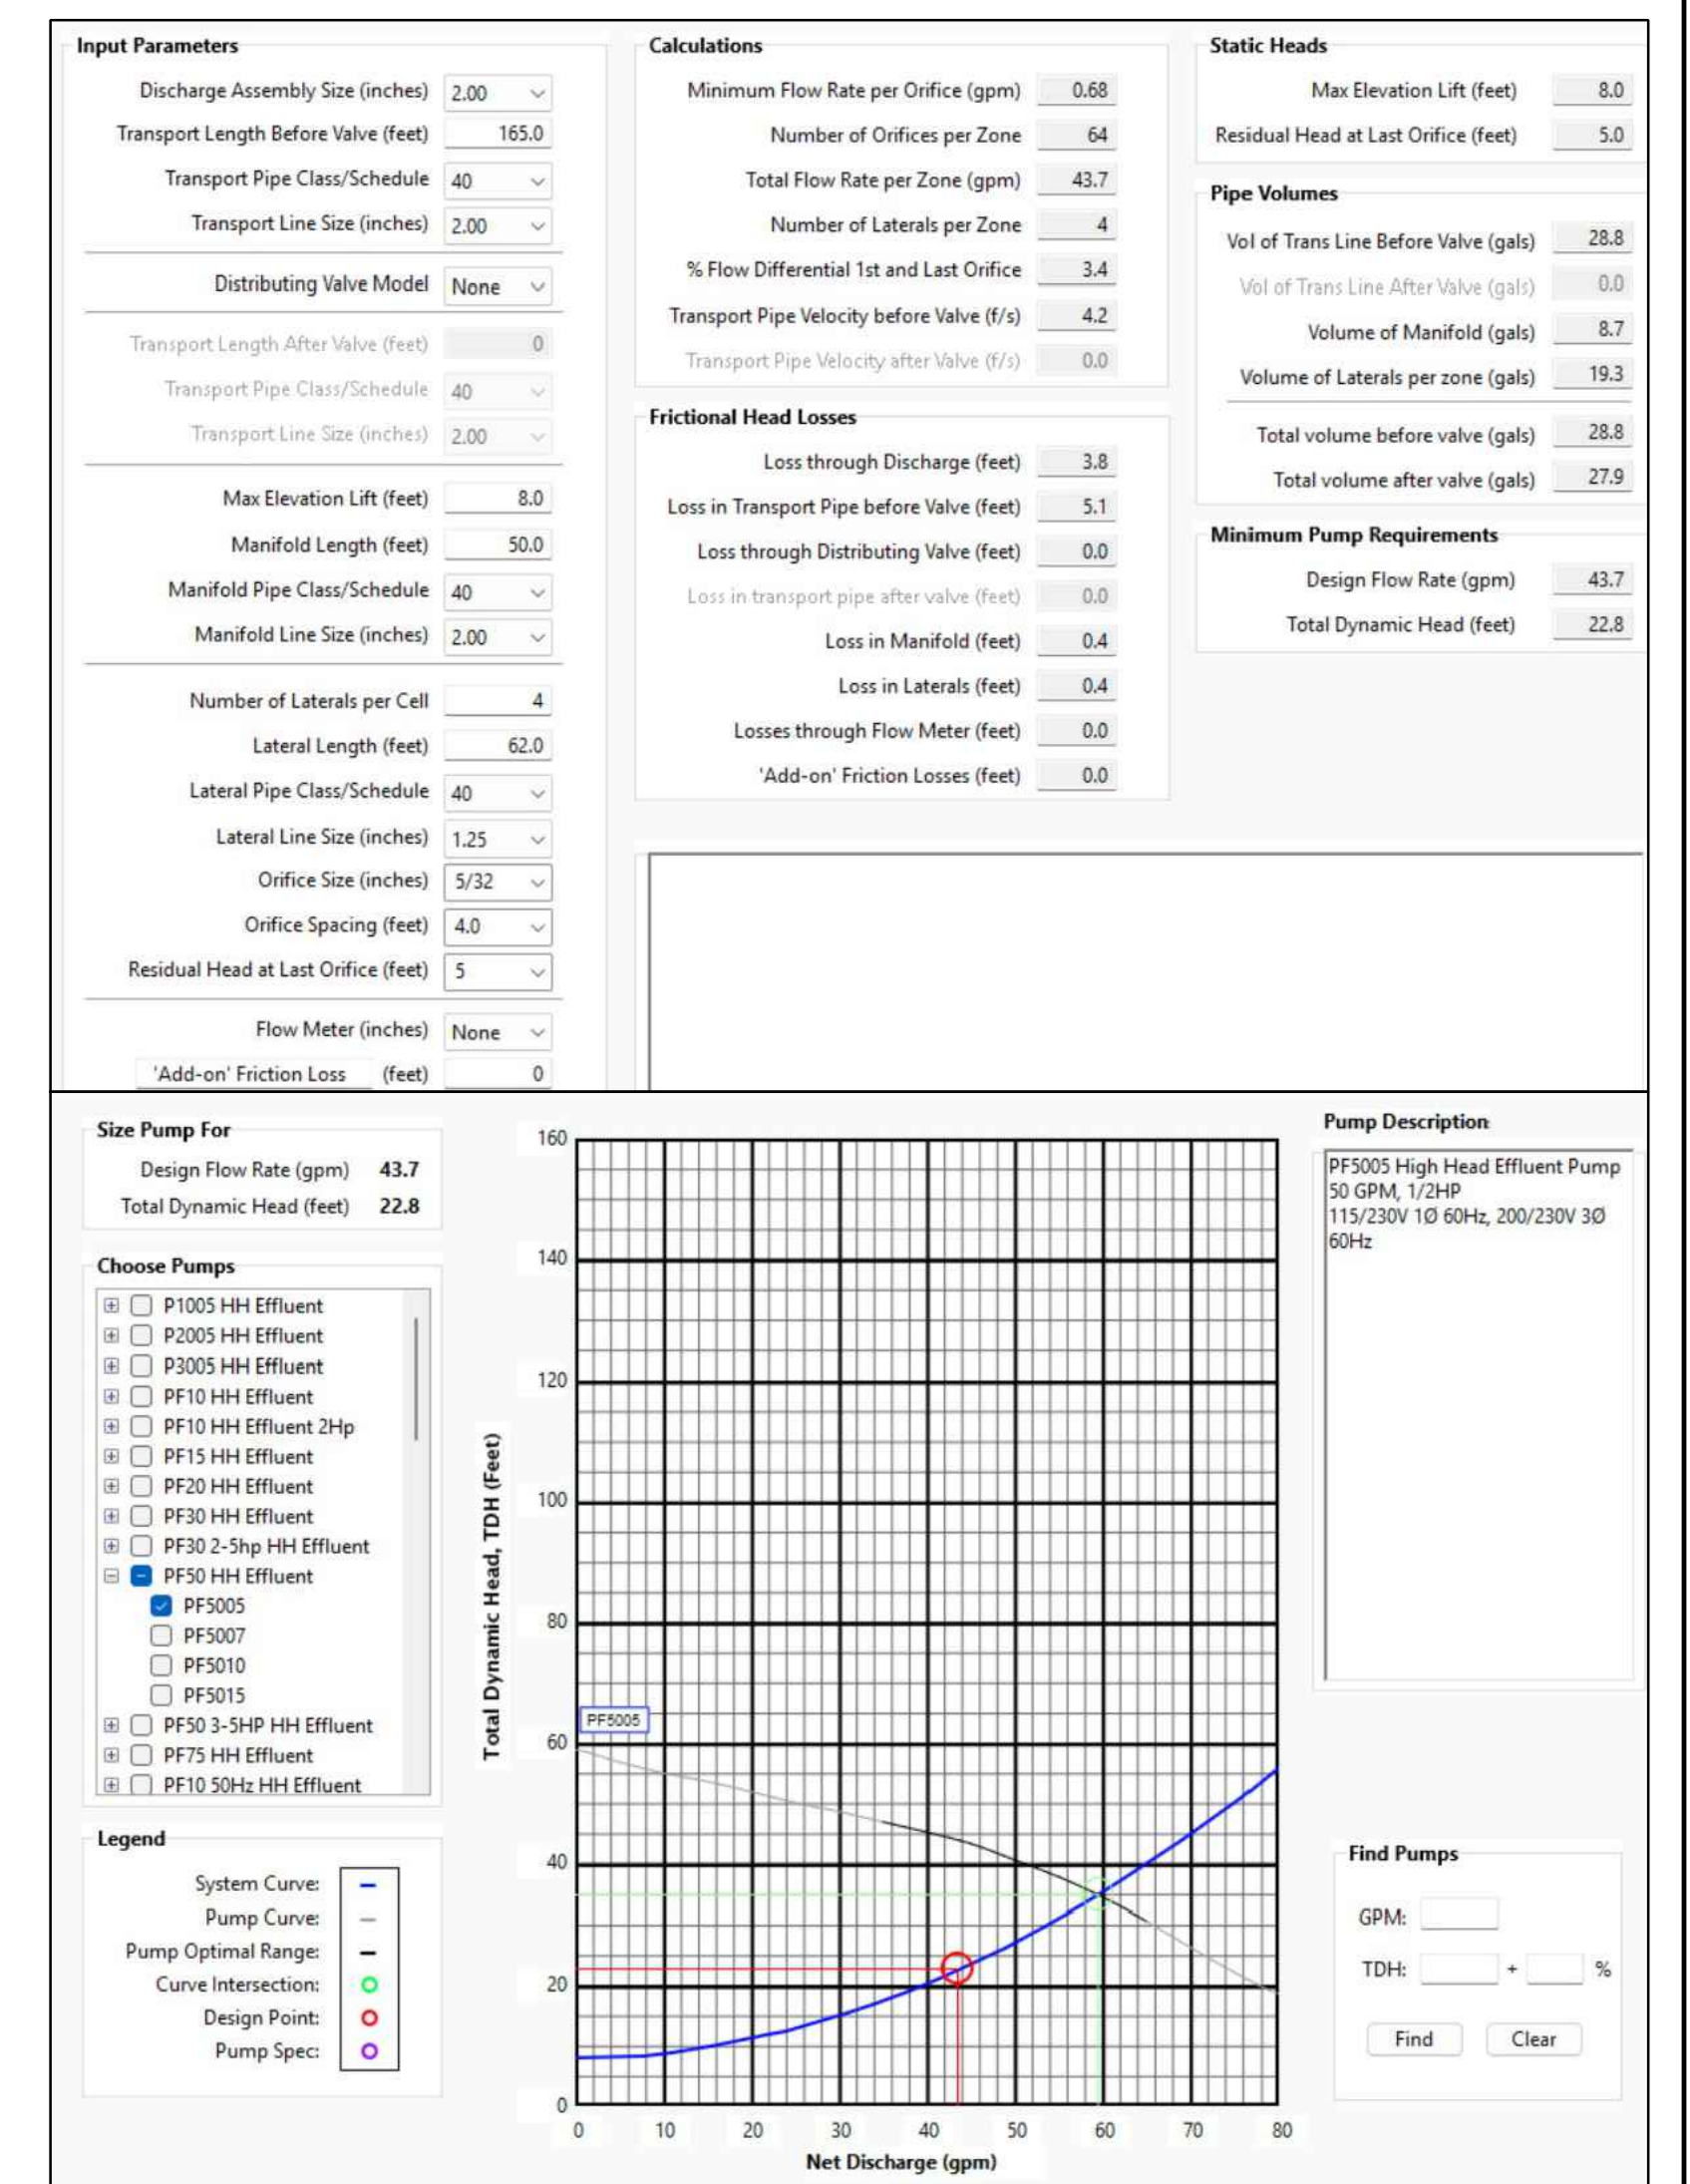 Input Parameters
Discharge Assembly Size (inches) 2.00
Transport Length Before Valve (feet) 165.0
Transport Pipe Class/Schedule 40
Transport Line Size (inches) 2.00
Distributing Valve Model None
Transport Length After Valve (feet) 0
Transport Pipe Class/Schedule 40
Transport Line Size (inches) 2.00
Max Elevation Lift (feet) 8.0
Manifold Length (feet) 50.0
Manifold Pipe Class/Schedule 40
Manifold Line Size (inches) 2.00
Number of Laterals per Cell 4
Lateral Length (feet) 62.0
Lateral Pipe Class/Schedule 40
Lateral Line Size (inches) 1.25
Orifice Size (inches) 5/32
Orifice Spacing (feet) 4.0
Residual Head at Last Orifice (feet) 5
Flow Meter (inches) None
'Add-on' Friction Loss (feet) 0
Calculations
Minimum Flow Rate per Orifice (gpm) 0.68
Number of Orifices per Zone 64
Total Flow Rate per Zone (gpm) 43.7
Number of Laterals per Zone 4
% Flow Differential 1st and Last Orifice 3.4
Transport Pipe Velocity before Valve (f/s) 4.2
Transport Pipe Velocity after Valve (f/s) 0.0
Frictional Head Losses
Loss through Discharge (feet) 3.8
Loss in Transport Pipe before Valve (feet) 5.1
Loss through Distributing Valve (feet) 0.0
Loss in transport pipe after valve (feet) 0.0
Loss in Manifold (feet) 0.4
Loss in Laterals (feet) 0.4
Losses through Flow Meter (feet) 0.0
'Add-on' Friction Losses (feet) 0.0
Static Heads
Max Elevation Lift (feet) 8.0
Residual Head at Last Orifice (feet) 5.0
Pipe Volumes
Vol of Trans Line Before Valve (gals) 28.8
Vol of Trans Line After Valve (gals) 0.0
Volume of Manifold (gals) 8.7
Volume of Laterals per zone (gals) 19.3
Total volume before valve (gals) 28.8
Total volume after valve (gals) 27.9
Minimum Pump Requirements
Design Flow Rate (gpm) 43.7
Total Dynamic Head (feet) 22.8
Size Pump For
Design Flow Rate (gpm) 43.7
Total Dynamic Head (feet) 22.8
Choose Pumps
P1005 HH Effluent
P2005 HH Effluent
P3005 HH Effluent
PF10 HH Effluent
PF10 HH Effluent 2Hp
PF15 HH Effluent
PF20 HH Effluent
PF30 HH Effluent
PF30 2-5hp HH Effluent
PF50 HH Effluent
PF5005
PF5007
PF5010
PF5015
PF50 3-5HP HH Effluent
PF75 HH Effluent
PF10 50Hz HH Effluent
Legend
System Curve:
Pump Curve:
Pump Optimal Range:
Curve Intersection:
Design Point:
Pump Spec:
Total Dynamic Head, TDH (Feet)
160
140
120
100
80
60
40
20
0
PF5005
0 10 20 30 40 50 60 70 80
Net Discharge (gpm)
Pump Description
PF5005 High Head Effluent Pump
50 GPM, 1/2HP
115/230V 1Ø 60Hz, 200/230V 3Ø
60Hz
Find Pumps
GPM:
TDH: + %
Find Clear